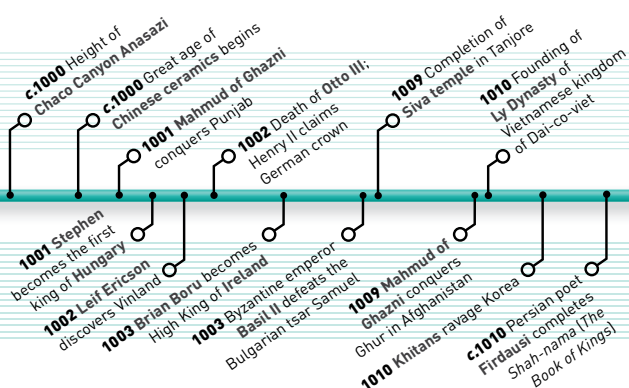 c.1000 Height of
Chaco Canyon Anasazi
c.1000 Great age of
Chinese ceramics begins
1001 Mahmud of Ghazni
conquers Punjab
1002 Death of Otto III;
Henry II claims
German crown
1009 Completion of
Siva temple in Tanjore
1010 Founding of
Ly Dynasty of
Vietnamese kingdom
of Dai-co-viet
1001 Stephen
becomes the first
king of Hungary
1002 Leif Ericson
discovers Vinland
1003 Brian Boru becomes
High King of Ireland
1003 Byzantine emperor
Basil II defeats the
Bulgarian tsar Samuel
1009 Mahmud of
Ghazni conquers
Ghur in Afghanistan
1010 Khitans ravage Korea
c.1010 Persian poet
Firdausi completes
Shah-nama (The
Book of Kings)